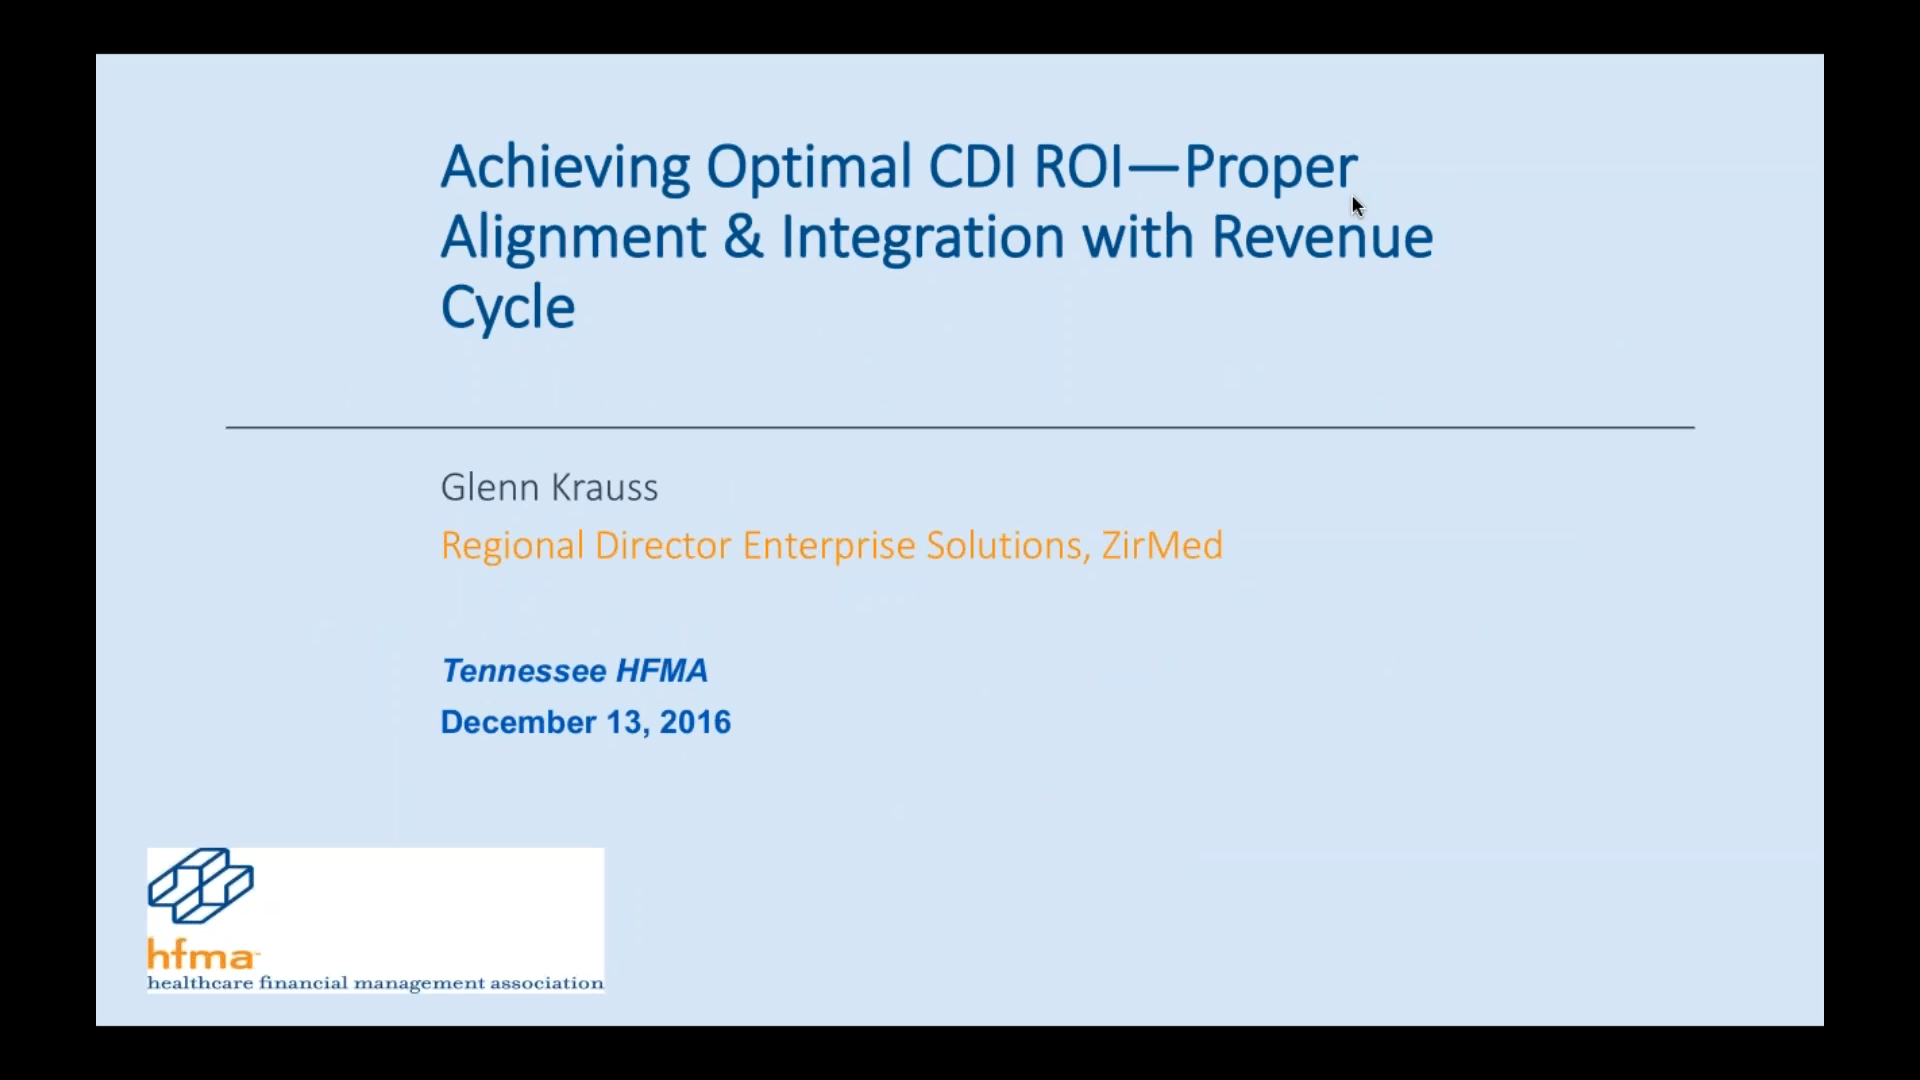 Achieving Optimal CDI ROI—Proper
Alignment & Integration with Revenue
Cycle
Glenn Krauss
Regional Director Enterprise Solutions, ZirMed
Tennessee HFMA
December 13, 2016
hfma™
healthcare financial management association